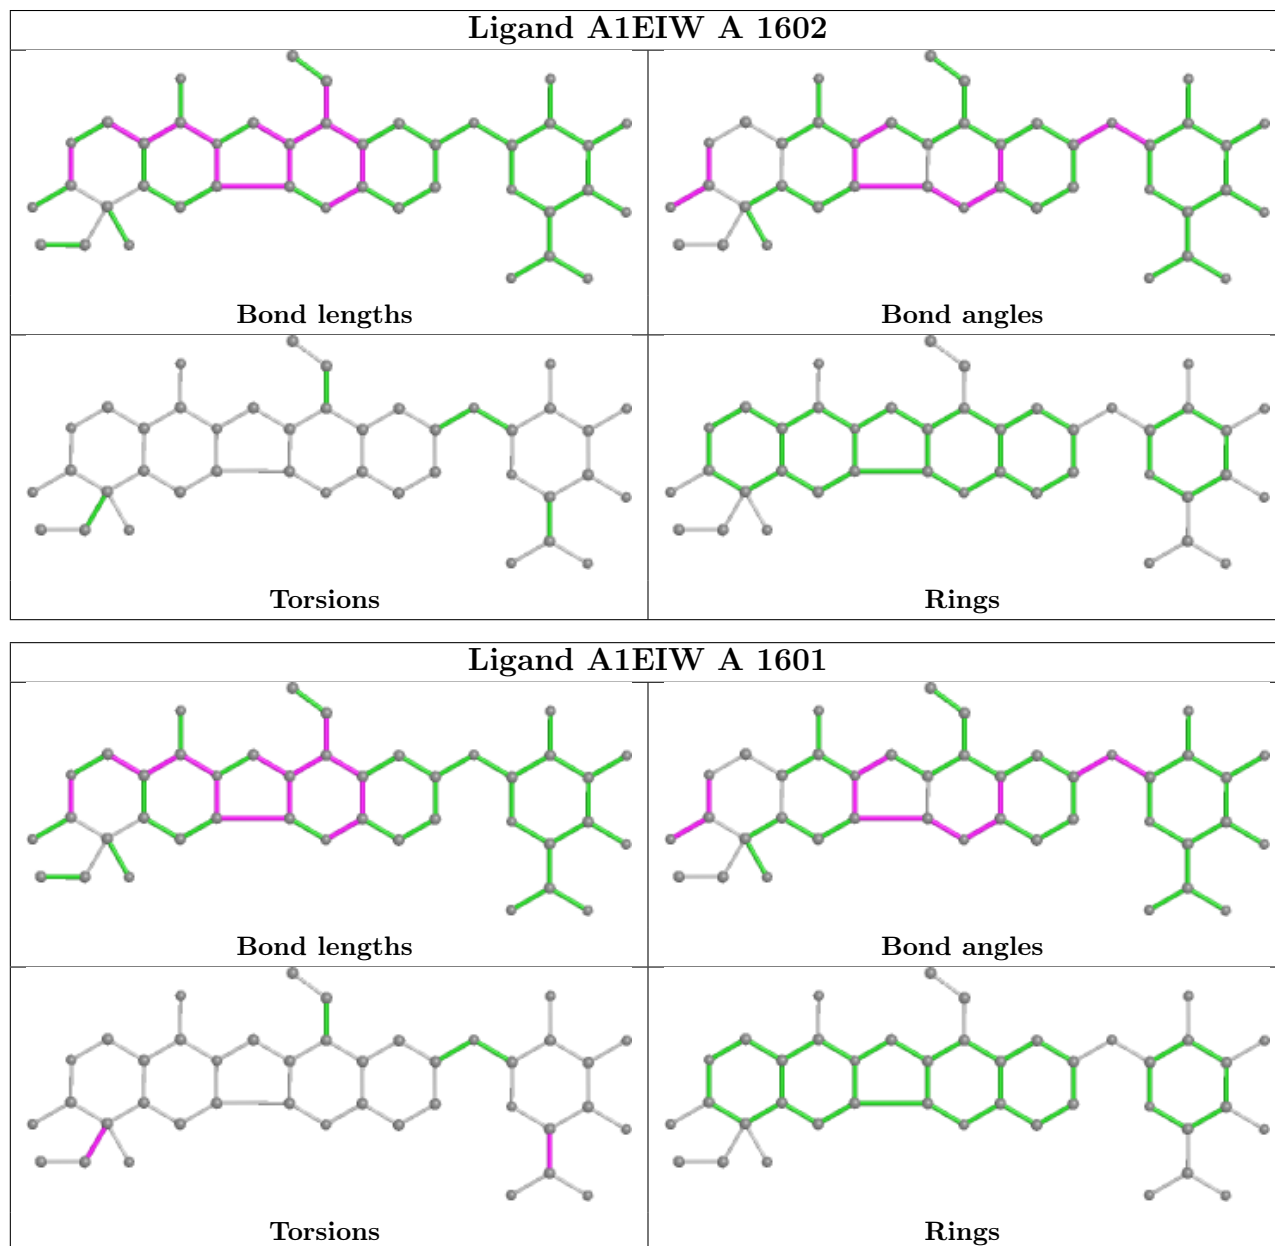 Ligand A1EIW A 1602
Bond lengths
Bond angles
Torsions
Rings
Ligand A1EIW A 1601
Bond lengths
Bond angles
Torsions
Rings